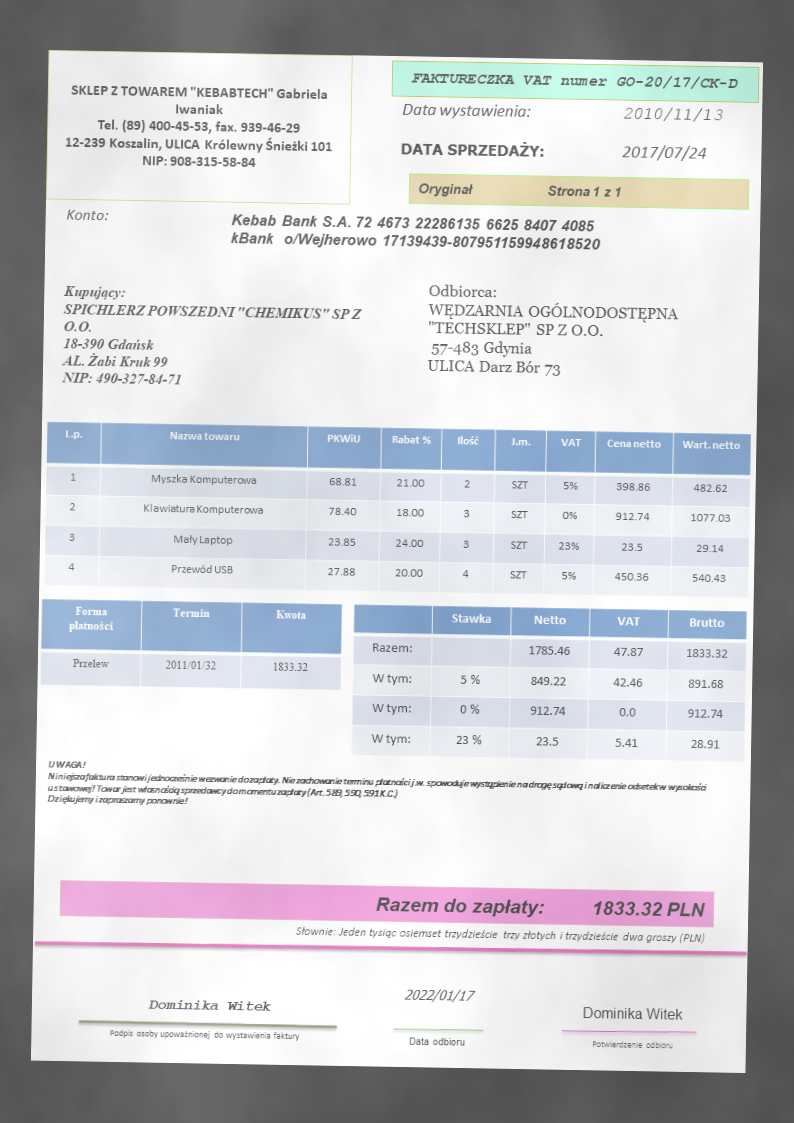 SKLEP Z TOWAREM "KEBABTECH" Gabriela
Iwaniak
Tel. (89) 400-45-53, fax. 939-46-29
12-239 Koszalin, ULICA Królewny Śnieżki 101
NIP: 908-315-58-84
FAKTURECZKA VAT numer GO-20/17/CK-D
Data wystawienia: 2010/11/13
DATA SPRZEDAŻY: 2017/07/24
Oryginał Strona 1 z 1
Konto: Kebab Bank S.A. 72 4673 22286135 6625 8407 4085
kBank o/Wejherowo 17139439-807951159948618520
Kupujący:
SPICHLERZ POWSZEDNI "CHEMIKUS" SP Z
O.O.
18-390 Gdańsk
AL. Żabi Kruk 99
NIP: 490-327-84-71
Odbiorca:
WĘDZARNIA OGÓLNODOSTĘPNA
"TECHSKLEP" SP Z O.O.
57-483 Gdynia
ULICA Darz Bór 73
L.p. Nazwa towaru PKWiU Rabat % Ilość J.m. VAT Cena netto Wart. netto
1 Myszka Komputerowa 68.81 21.00 2 SZT 5% 398.86 482.62
2 Klawiatura Komputerowa 78.40 18.00 3 SZT 0% 912.74 1077.03
3 Mały Laptop 23.85 24.00 3 SZT 23% 23.5 29.14
4 Przewód USB 27.88 20.00 4 SZT 5% 450.36 540.43
Forma
płatności Termin Kwota
Przelew 2011/01/32 1833.32
Stawka Netto VAT Brutto
Razem: 1785.46 47.87 1833.32
W tym: 5 % 849.22 42.46 891.68
W tym: 0 % 912.74 0.0 912.74
W tym: 23 % 23.5 5.41 28.91
UWAGA!
Niniejsza faktura stanowi jednocześnie wezwanie do zapłaty. Nie zachowanie terminu płatności j.w. spowoduje wystąpienie na drogę sądową i naliczenie odsetek w wysokości
ustawowej! Towar jest własnością sprzedawcy do momentu zapłaty (Art. 589, 590, 591 K.C.)
Dziękujemy i zapraszamy ponownie!
Razem do zapłaty: 1833.32 PLN
Słownie: Jeden tysiąc osiemset trzydzieście trzy złotych i trzydzieście dwa groszy (PLN)
Dominika Witek
Podpis osoby upoważnionej do wystawienia faktury
2022/01/17
Data odbioru
Dominika Witek
Potwierdzenie odbioru